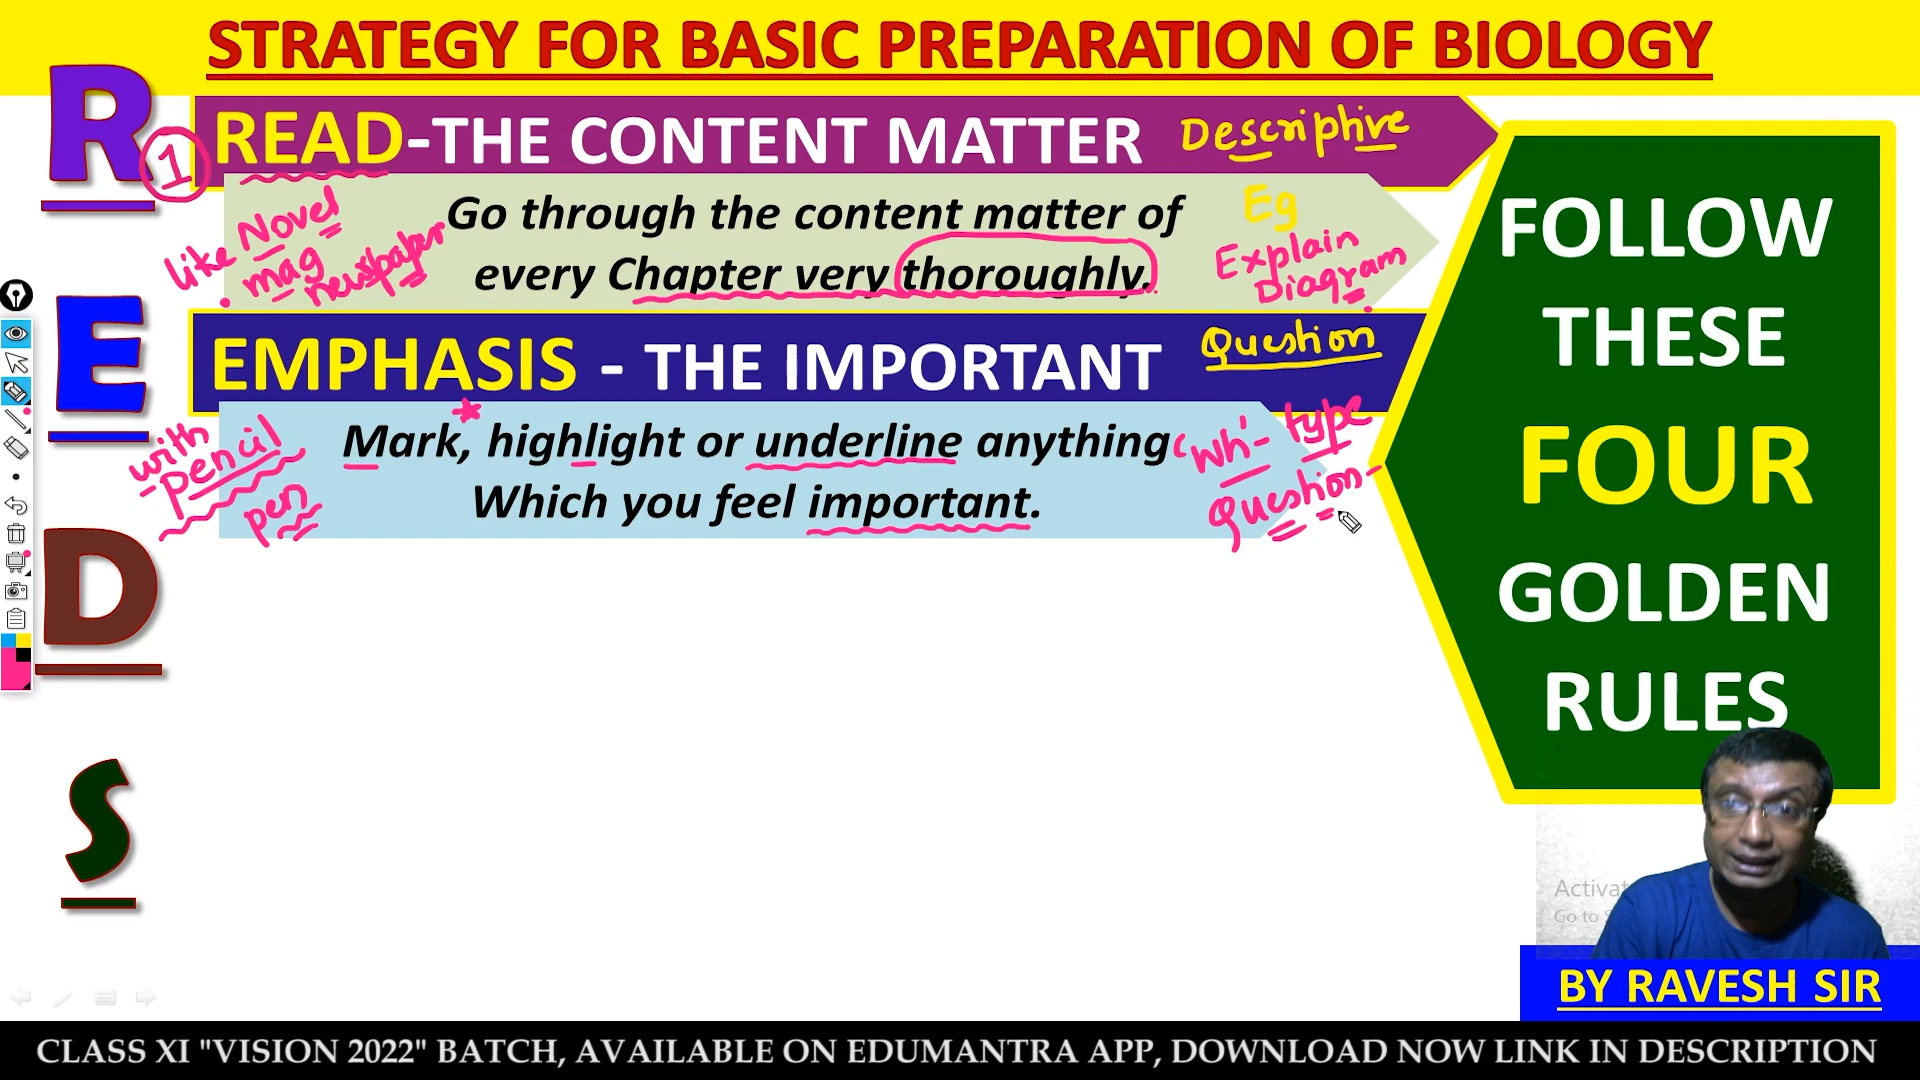 STRATEGY FOR BASIC PREPARATION OF BIOLOGY
R
1
READ-THE CONTENT MATTER
Descriptive
like Novel
mag
newspaper
Go through the content matter of
every Chapter very thoroughly.
Eg
Explain
Diagram
E
EMPHASIS - THE IMPORTANT
Question
with
pencil
pen
Mark, highlight or underline anything
Which you feel important.
'Wh'- type
Question-
D
S
FOLLOW
THESE
FOUR
GOLDEN
RULES
Go to
BY RAVESH SIR
CLASS XI "VISION 2022" BATCH, AVAILABLE ON EDUMANTRA APP, DOWNLOAD NOW LINK IN DESCRIPTION